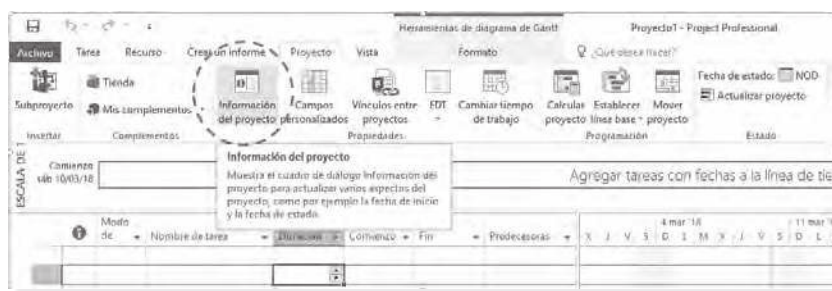 Herramientas de diagrama de Gantt
Proyecto1 - Project Professional
Archivo Tarea Recurso Crear un informe Proyecto Vista Formato ¿Qué desea hacer?
Subproyecto
Tienda
Mis complementos
Información del proyecto
Campos personalizados
Vínculos entre proyectos
EDT
Cambiar tiempo de trabajo
Calcular proyecto
Establecer línea base
Mover proyecto
Fecha de estado: NOD
Actualizar proyecto
Insertar Complementos Propiedades Programación Estado
ESCALA DE T
Comienzo
sáb 10/03/18
Información del proyecto
Muestra el cuadro de diálogo Información del
proyecto para actualizar varios aspectos del
proyecto, como por ejemplo la fecha de inicio
y la fecha de estado.
Agregar tareas con fechas a la línea de tie
Modo de
Nombre de tarea Duración Comienzo Fin Predecesoras
4 mar '18 11 mar '1
X J V S D L M X J V S D L